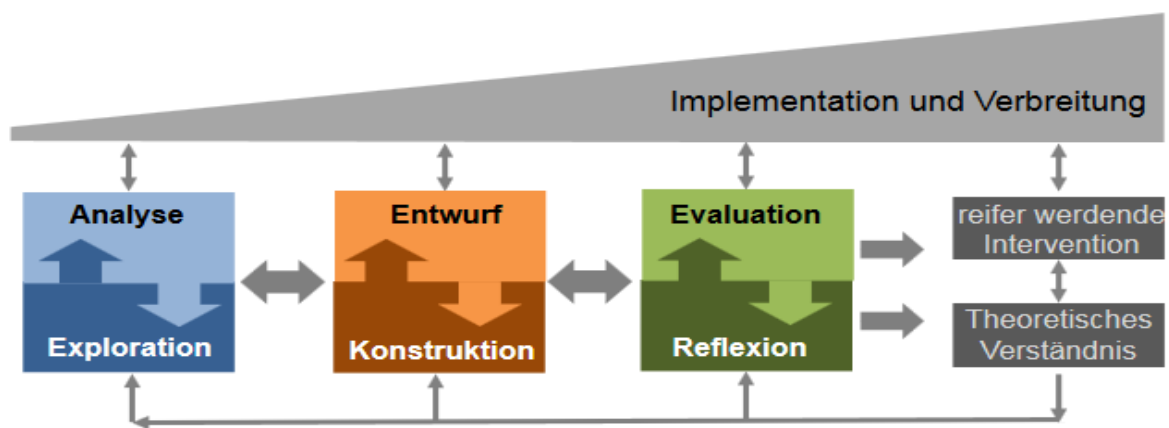 Implementation und Verbreitung
Analyse
Exploration
Entwurf
Konstruktion
Evaluation
Reflexion
reifer werdende
Intervention
Theoretisches
Verständnis